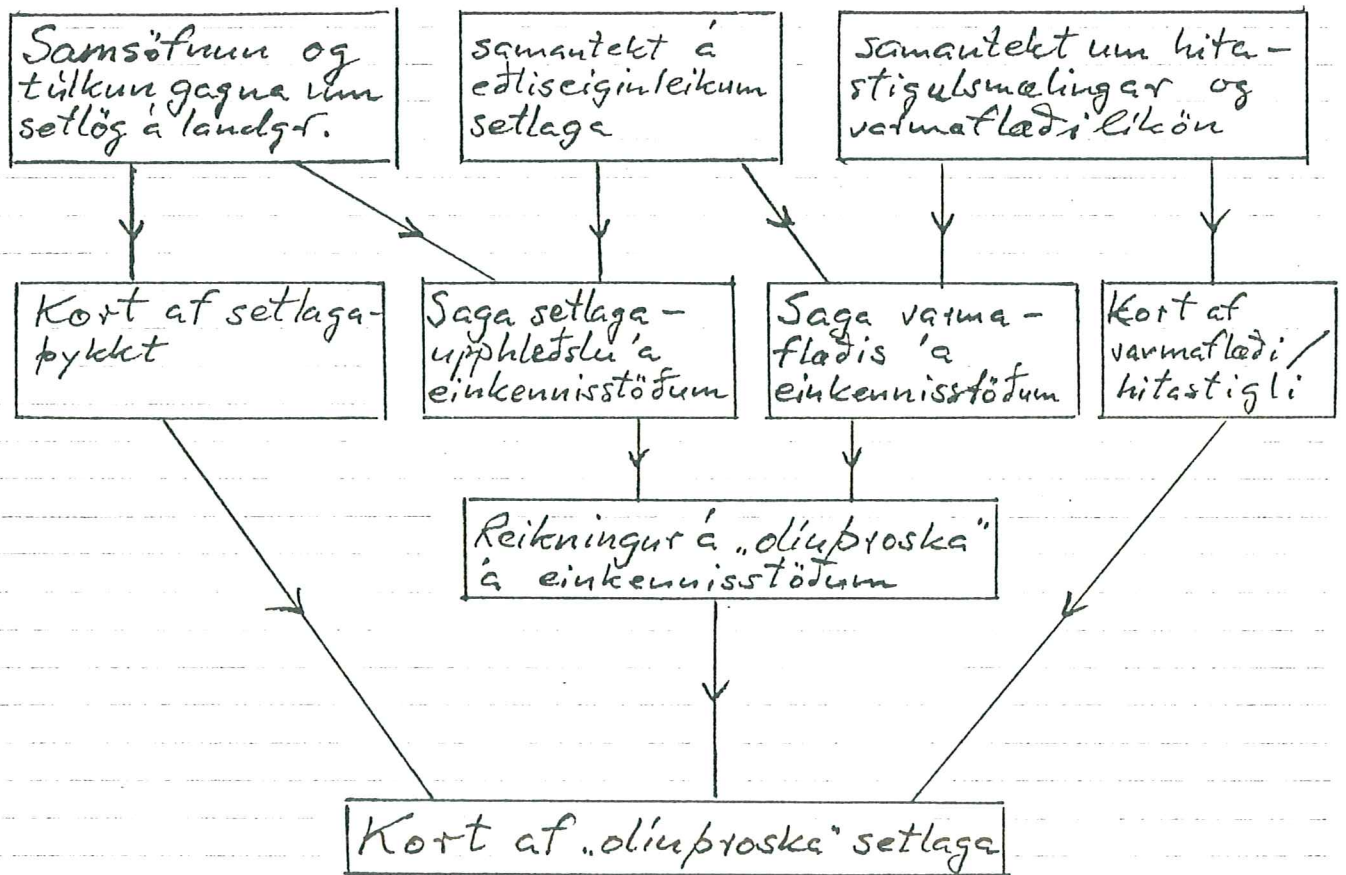 Samsöfnun og
túlkun gagna um
setlög á landgr.
samantekt á
eðliseiginleikum
setlaga
samantekt um hita-
stigulsmælingar og
varmaflæðilíkön
Kort af setlaga-
þykkt
Saga setlaga-
upphleðslu á
einkennisstöðum
Saga varma-
flæðis á
einkennisstöðum
Kort af
varmaflæði/
hitastigli
Reikningur á „olíuþroska"
á einkennisstöðum
Kort af „olíuþroska" setlaga